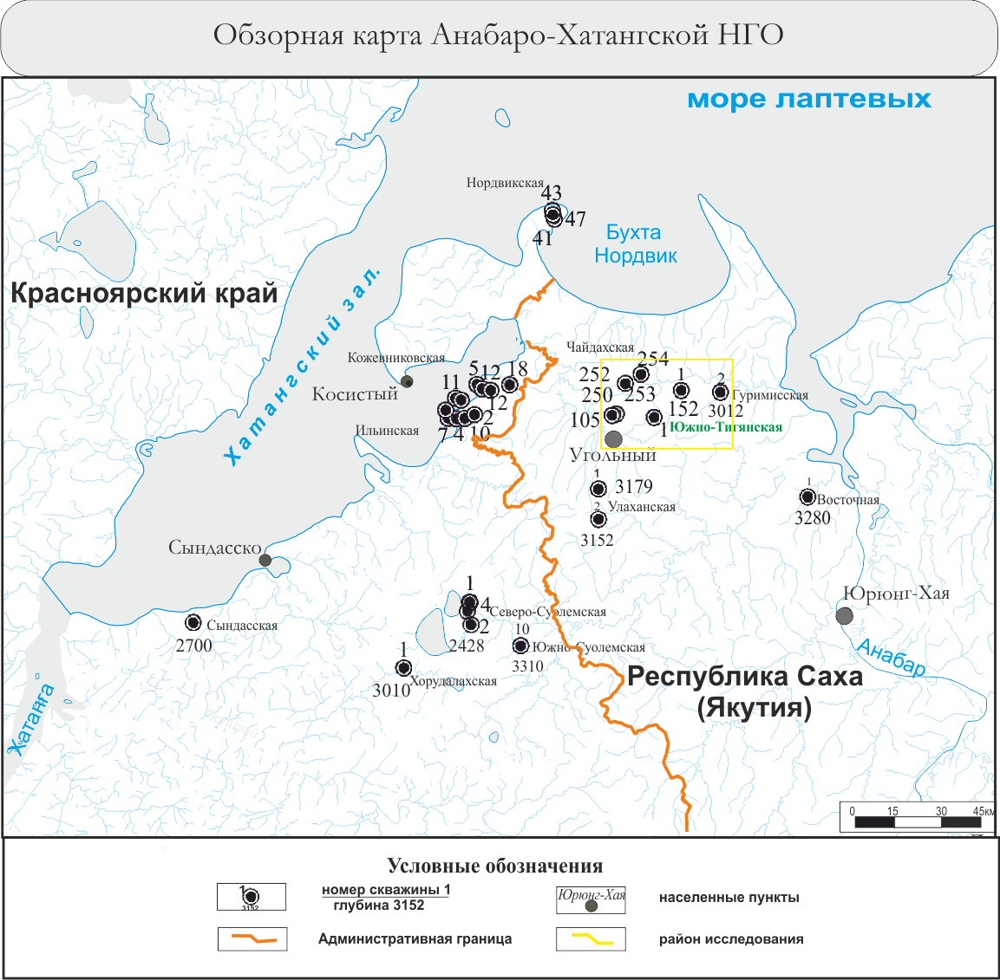 Обзорная карта Анабаро-Хатангской НГО
море лаптевых
Нордвикская
43
47
41
Бухта
Нордвик
Красноярский край
Хатангский зал.
Чайдахская
Кожевниковская
254
5 12 18
252
1
2
Косистый
11
250
253
Гуримисская
12
152
3012
105
2
Ильинская
1
Южно-Тигянская
7 4 10
Угольный
1
3179
1
2
Улаханская
Восточная
3280
3152
Сындасско
1
4
Юрюнг-Хая
Северо-Суолемская
Сындасская
2
10
2700
2428
Южно-Суолемская
1
3310
Анабар
3010
Хорудалахская
Республика Саха
(Якутия)
Хатанга
0 15 30 45км
Условные обозначения
1
3152
номер скважины 1
глубина 3152
Юрюнг-Хая
населенные пункты
Административная граница
район исследования